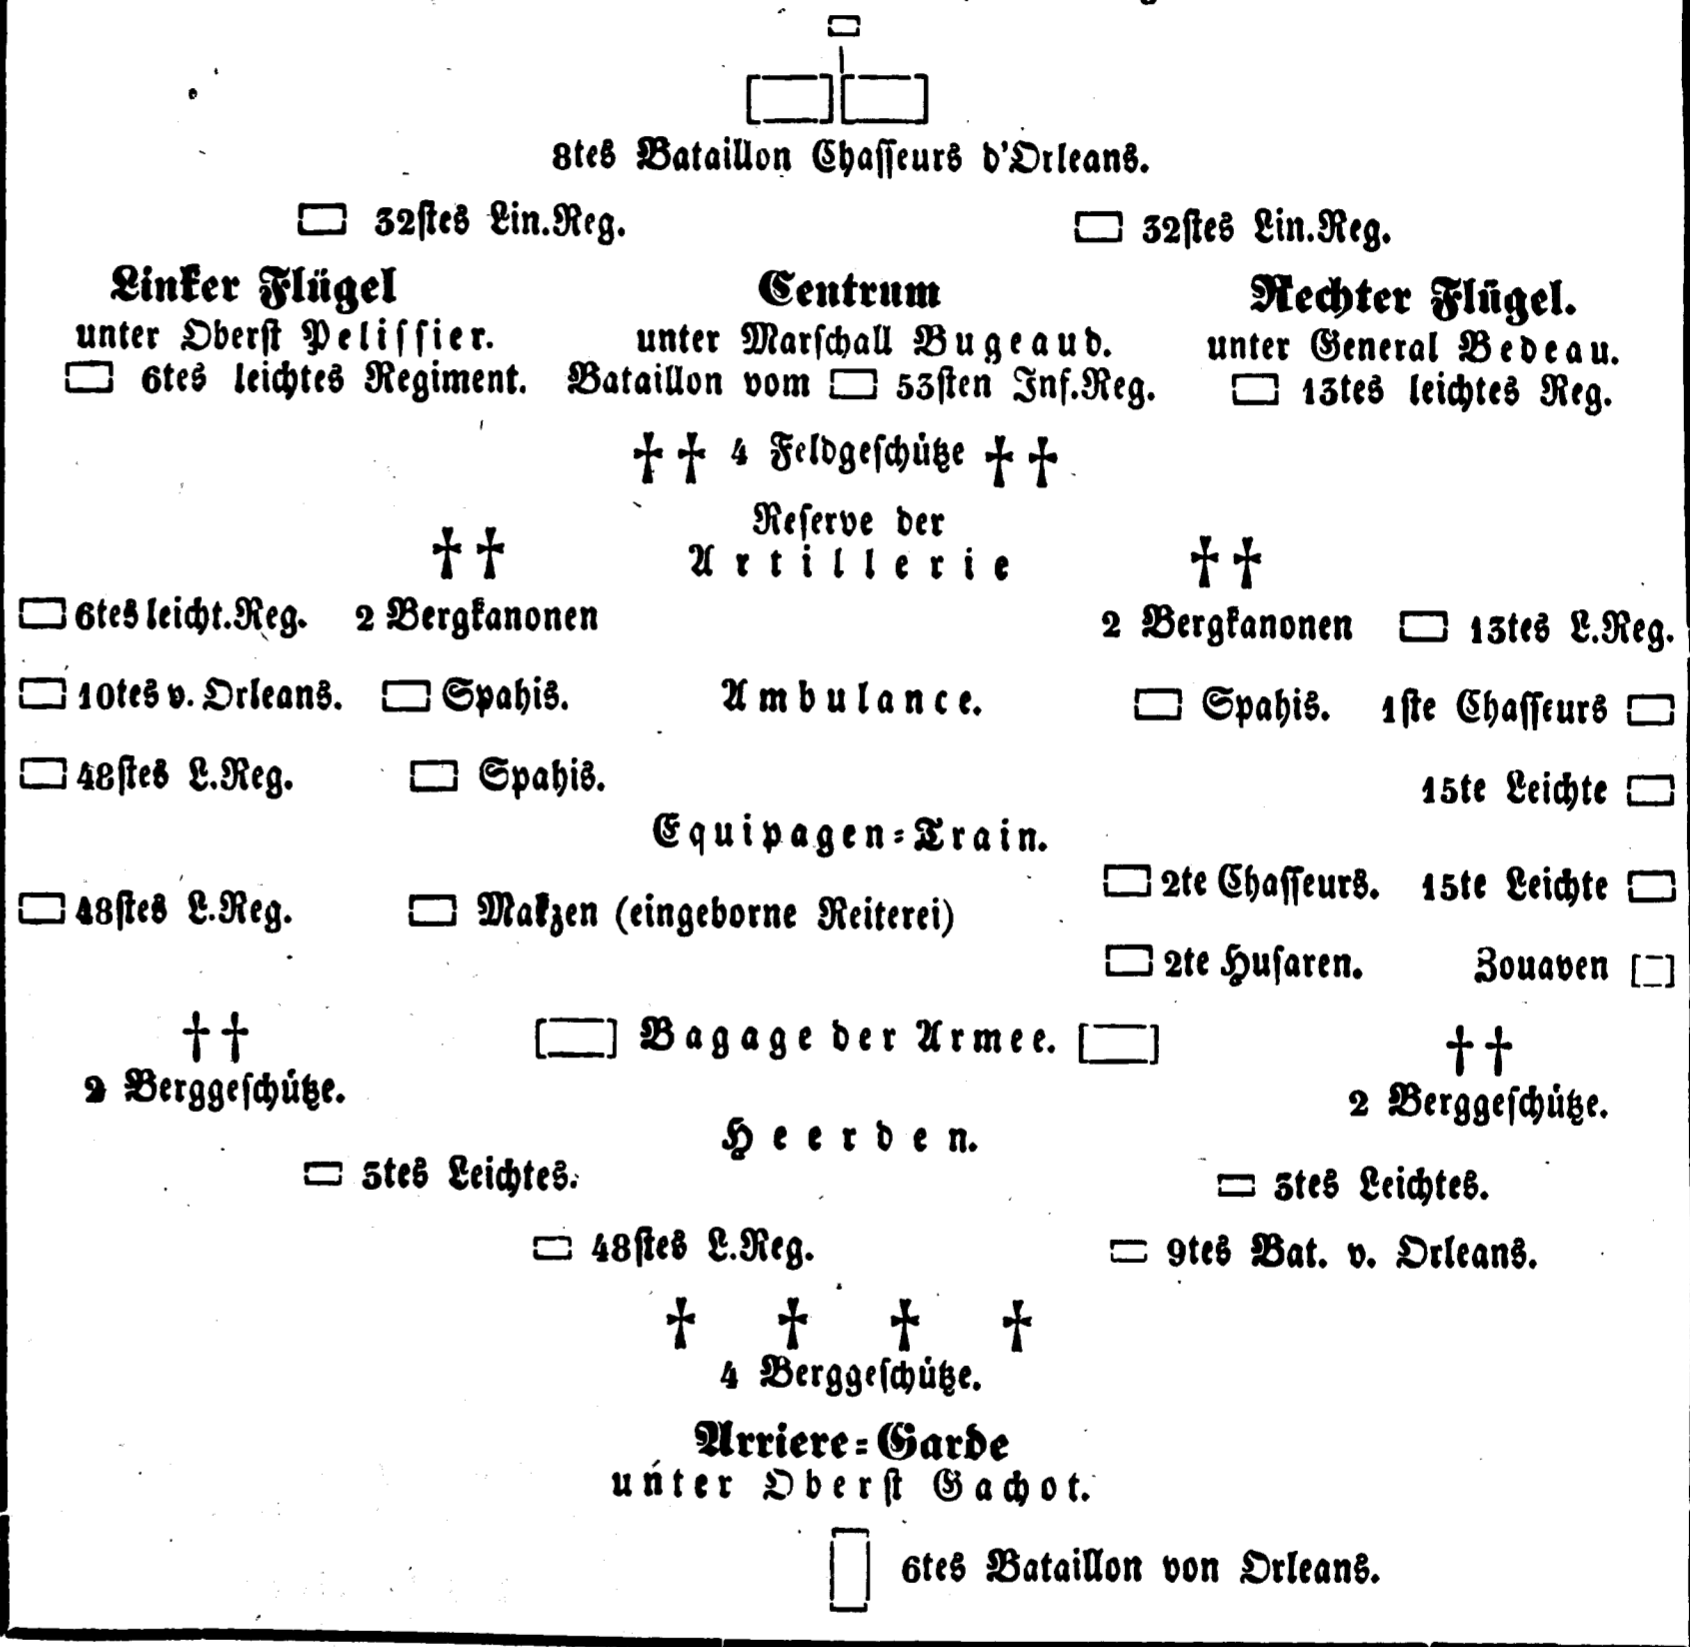 8tes Bataillon Chasseurs d'Orleans.
32stes Lin.Reg. 32stes Lin.Reg.
Linker Flügel Centrum Rechter Flügel.
unter Oberst Pelissier. unter Marschall Bugeaud. unter General Bedeau.
6tes leichtes Regiment. Bataillon vom 53sten Inf.Reg. 13tes leichtes Reg.
4 Feldgeschütze
Reserve der
Artillerie
6tes leicht.Reg. 2 Bergkanonen 2 Bergkanonen 13tes L.Reg.
10tes v. Orleans. Spahis. Ambulance. Spahis. 1ste Chasseurs
48stes L.Reg. Spahis. 15te Leichte
Equipagen=Train.
2te Chasseurs. 15te Leichte
48stes L.Reg. Makzen (eingeborne Reiterei)
2te Husaren. Zouaven
Bagage der Armee.
2 Berggeschütze. 2 Berggeschütze.
Heerden.
3tes Leichtes. 3tes Leichtes.
48stes L.Reg. 9tes Bat. v. Orleans.
4 Berggeschütze.
Arriere=Garde
unter Oberst Gachot.
6tes Bataillon von Orleans.